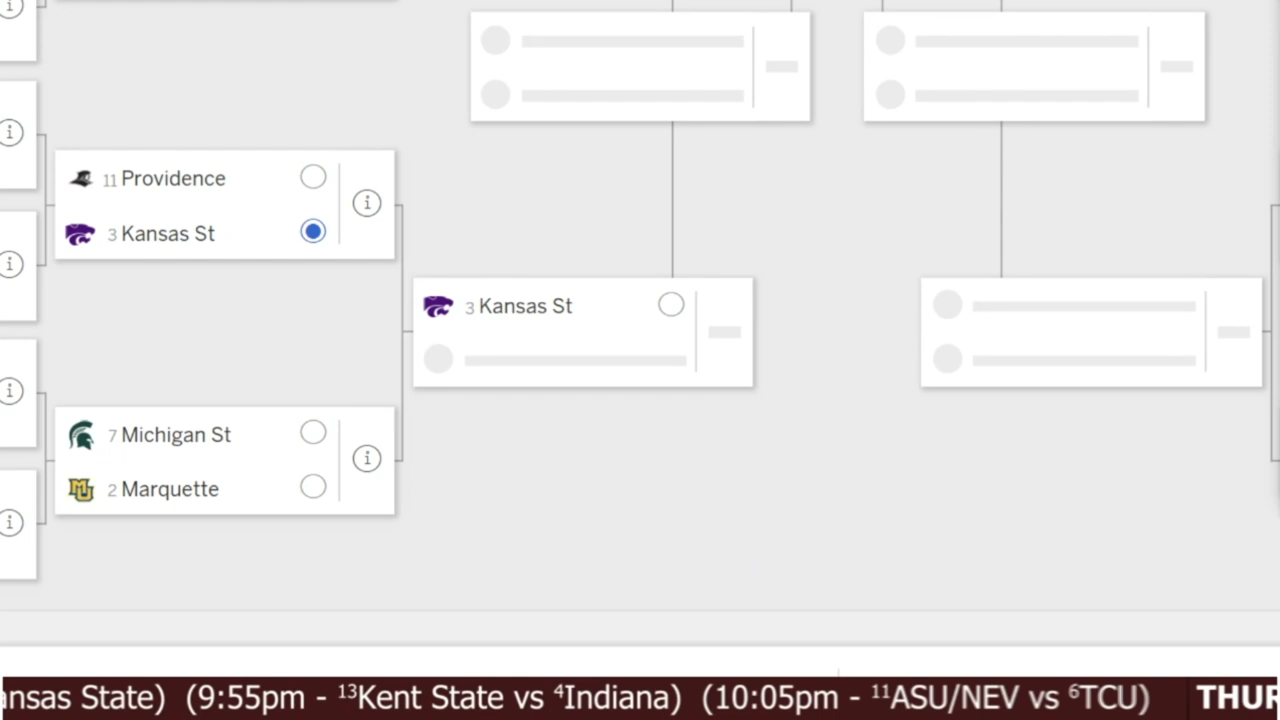 11 Providence
3 Kansas St
3 Kansas St
7 Michigan St
2 Marquette
ansas State) (9:55pm - 13Kent State vs 4Indiana) (10:05pm - 11ASU/NEV vs 6TCU) THUR